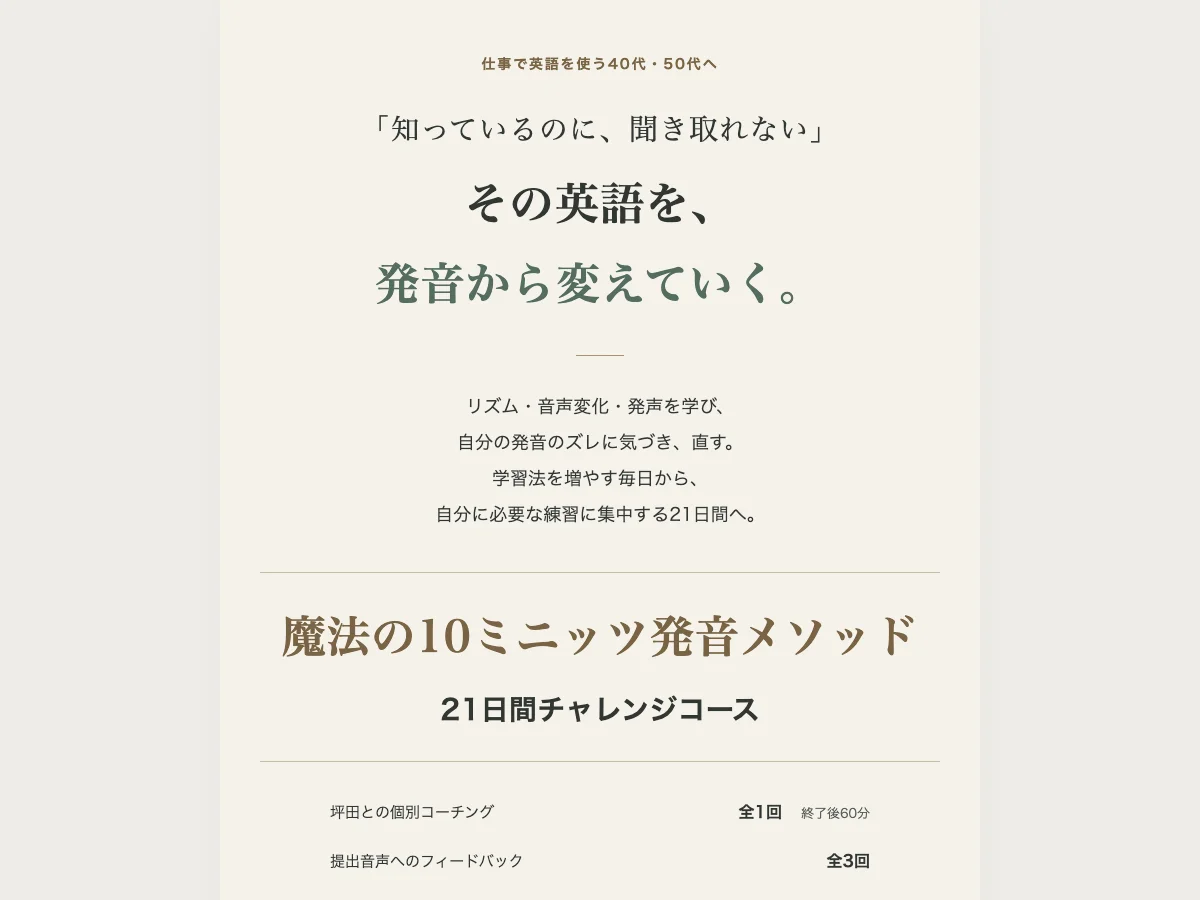 仕事で英語を使う40代・50代へ
「知っているのに、聞き取れない」
その英語を、
発音から変えていく。
リズム・音声変化・発声を学び、
自分の発音のズレに気づき、直す。
学習法を増やす毎日から、
自分に必要な練習に集中する21日間へ。
魔法の10ミニッツ発音メソッド
21日間チャレンジコース
坪田との個別コーチング 全1回 終了後60分
提出音声へのフィードバック 全3回